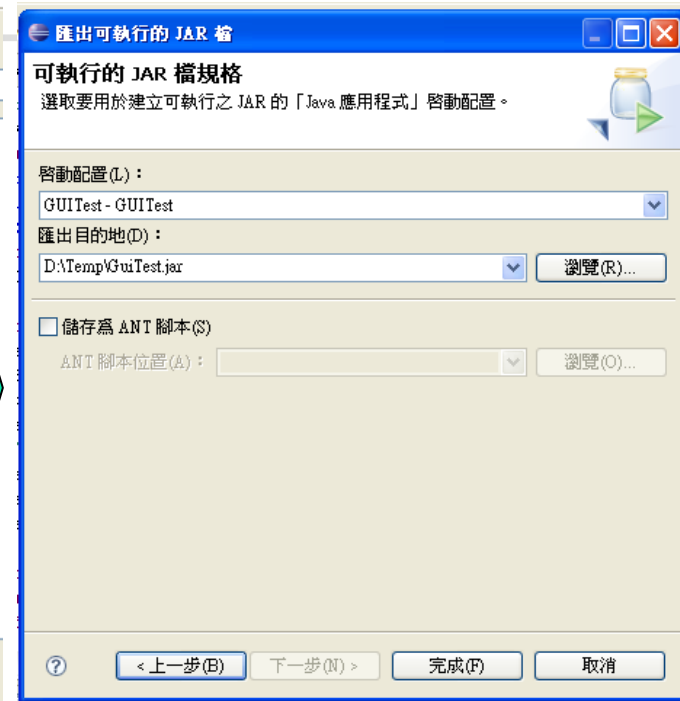 匯出可執行的 JAR 檔
可執行的 JAR 檔規格
選取要用於建立可執行之 JAR 的「Java 應用程式」啓動配置。
啓動配置(L)：
GUITest - GUITest
匯出目的地(D)：
D:\Temp\GuiTest.jar
瀏覽(R)...
儲存爲 ANT 腳本(S)
ANT 腳本位置(A)：
瀏覽(O)...
?
<上一步(B)
下一步(N) >
完成(F)
取消